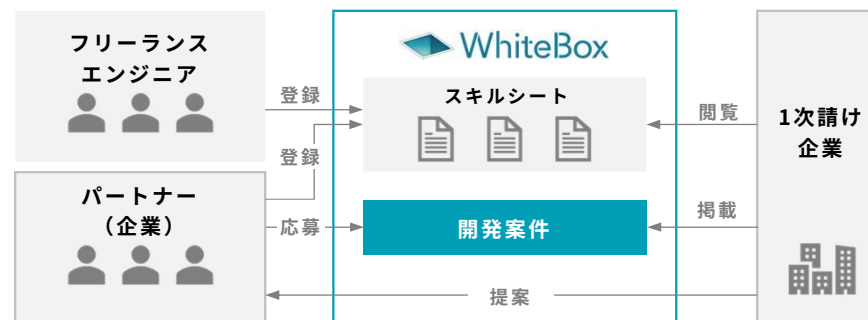 フリーランス
エンジニア
パートナー
(企業)
登録
登録
応募
WhiteBox
スキルシート
開発案件
閲覧
掲載
提案
1次請け
企業